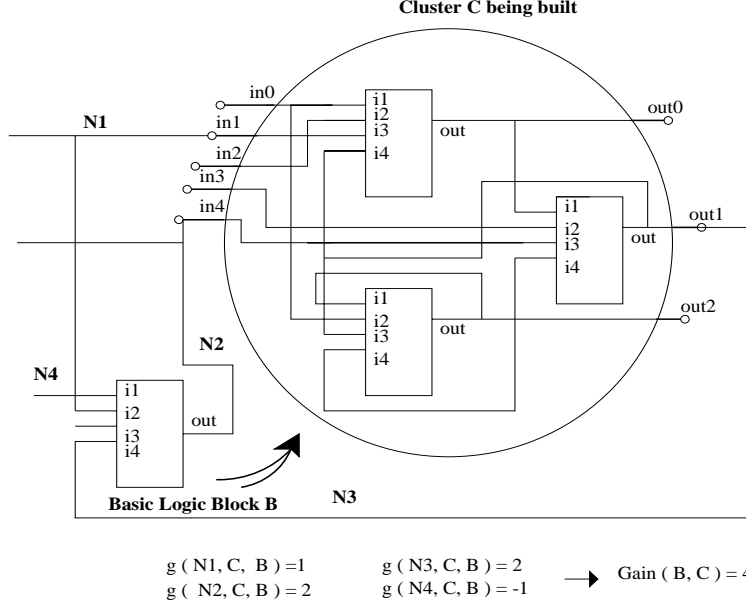 Cluster C being built
in0
i1
i2
i3
i4
out
out0
N1
in1
in2
in3
in4
i1
i2
i3
i4
out
out1
i1
i2
i3
i4
out
out2
N2
N4
i1
i2
i3
i4
out
Basic Logic Block B
N3
g ( N1, C, B ) =1
g ( N3, C, B ) = 2
g ( N2, C, B ) = 2
g ( N4, C, B ) = -1
Gain ( B, C ) = 4